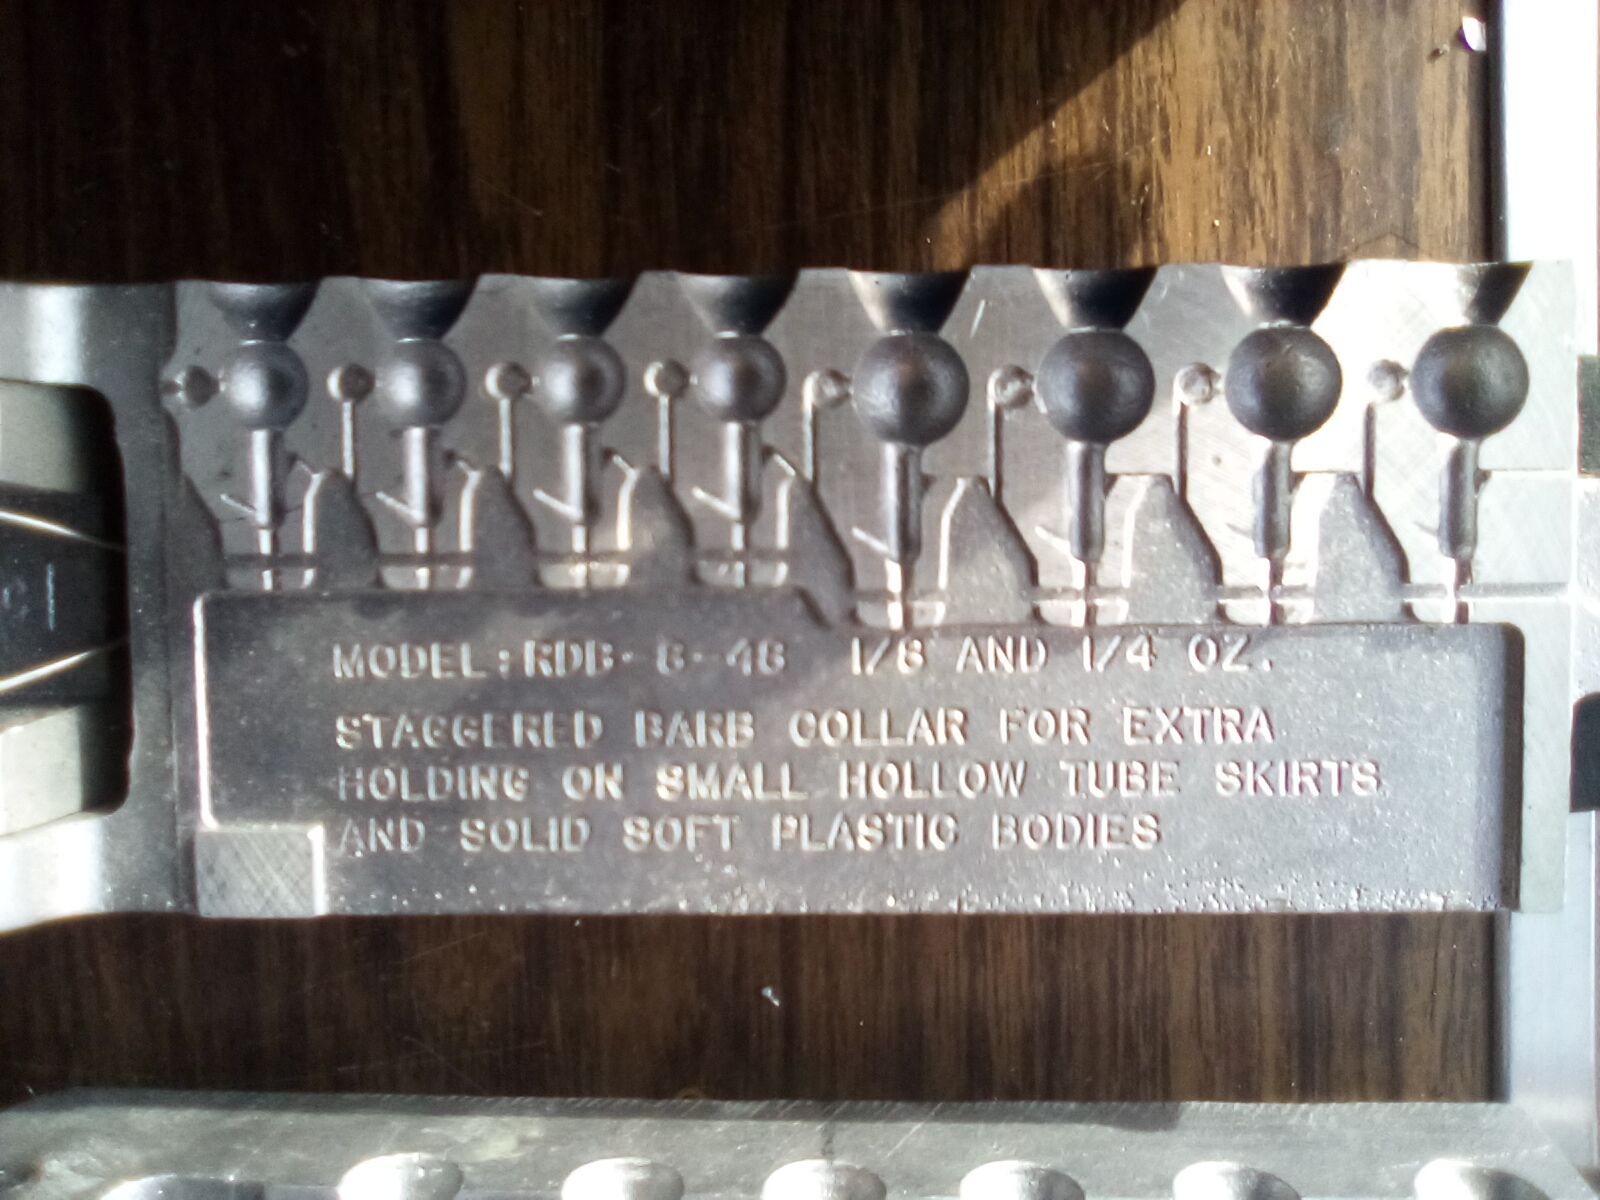 MODEL: RDB-8-48 1/8 AND 1/4 OZ.
STAGGERED BARB COLLAR FOR EXTRA
HOLDING ON SMALL HOLLOW TUBE SKIRTS
AND SOLID SOFT PLASTIC BODIES